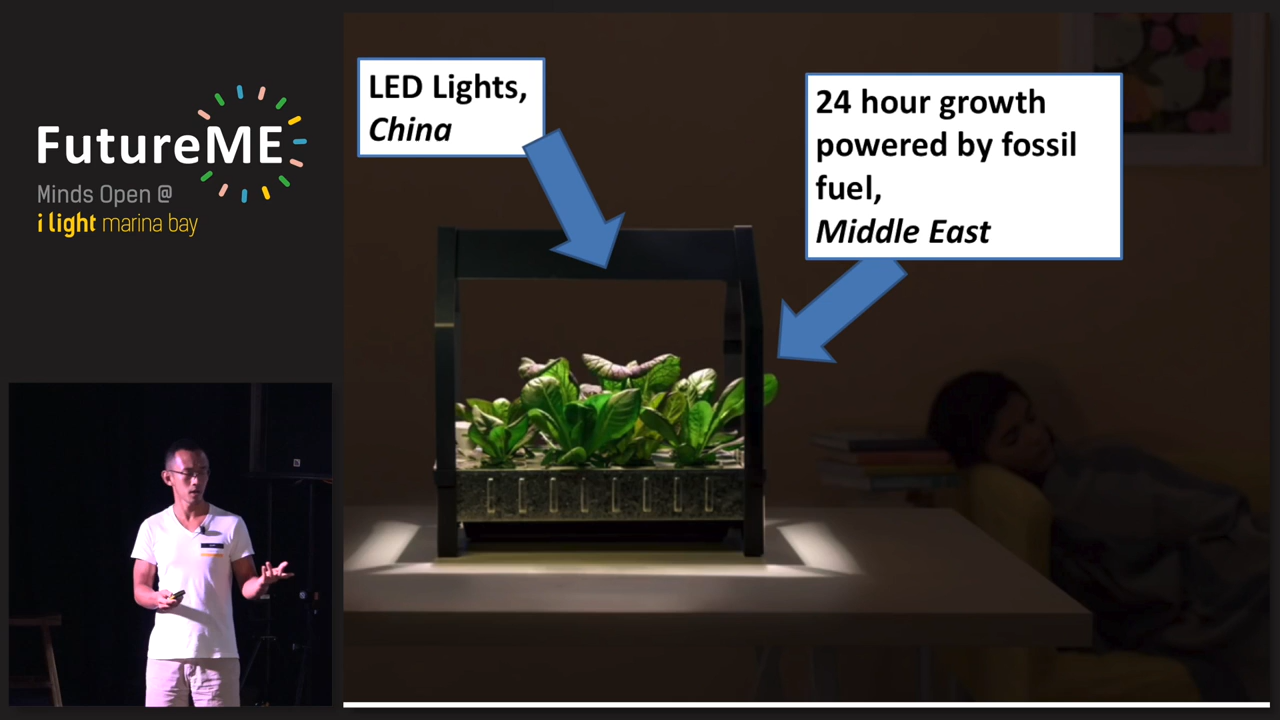 FutureME
Minds Open @
i light marina bay
LED Lights,
China
24 hour growth
powered by fossil
fuel,
Middle East